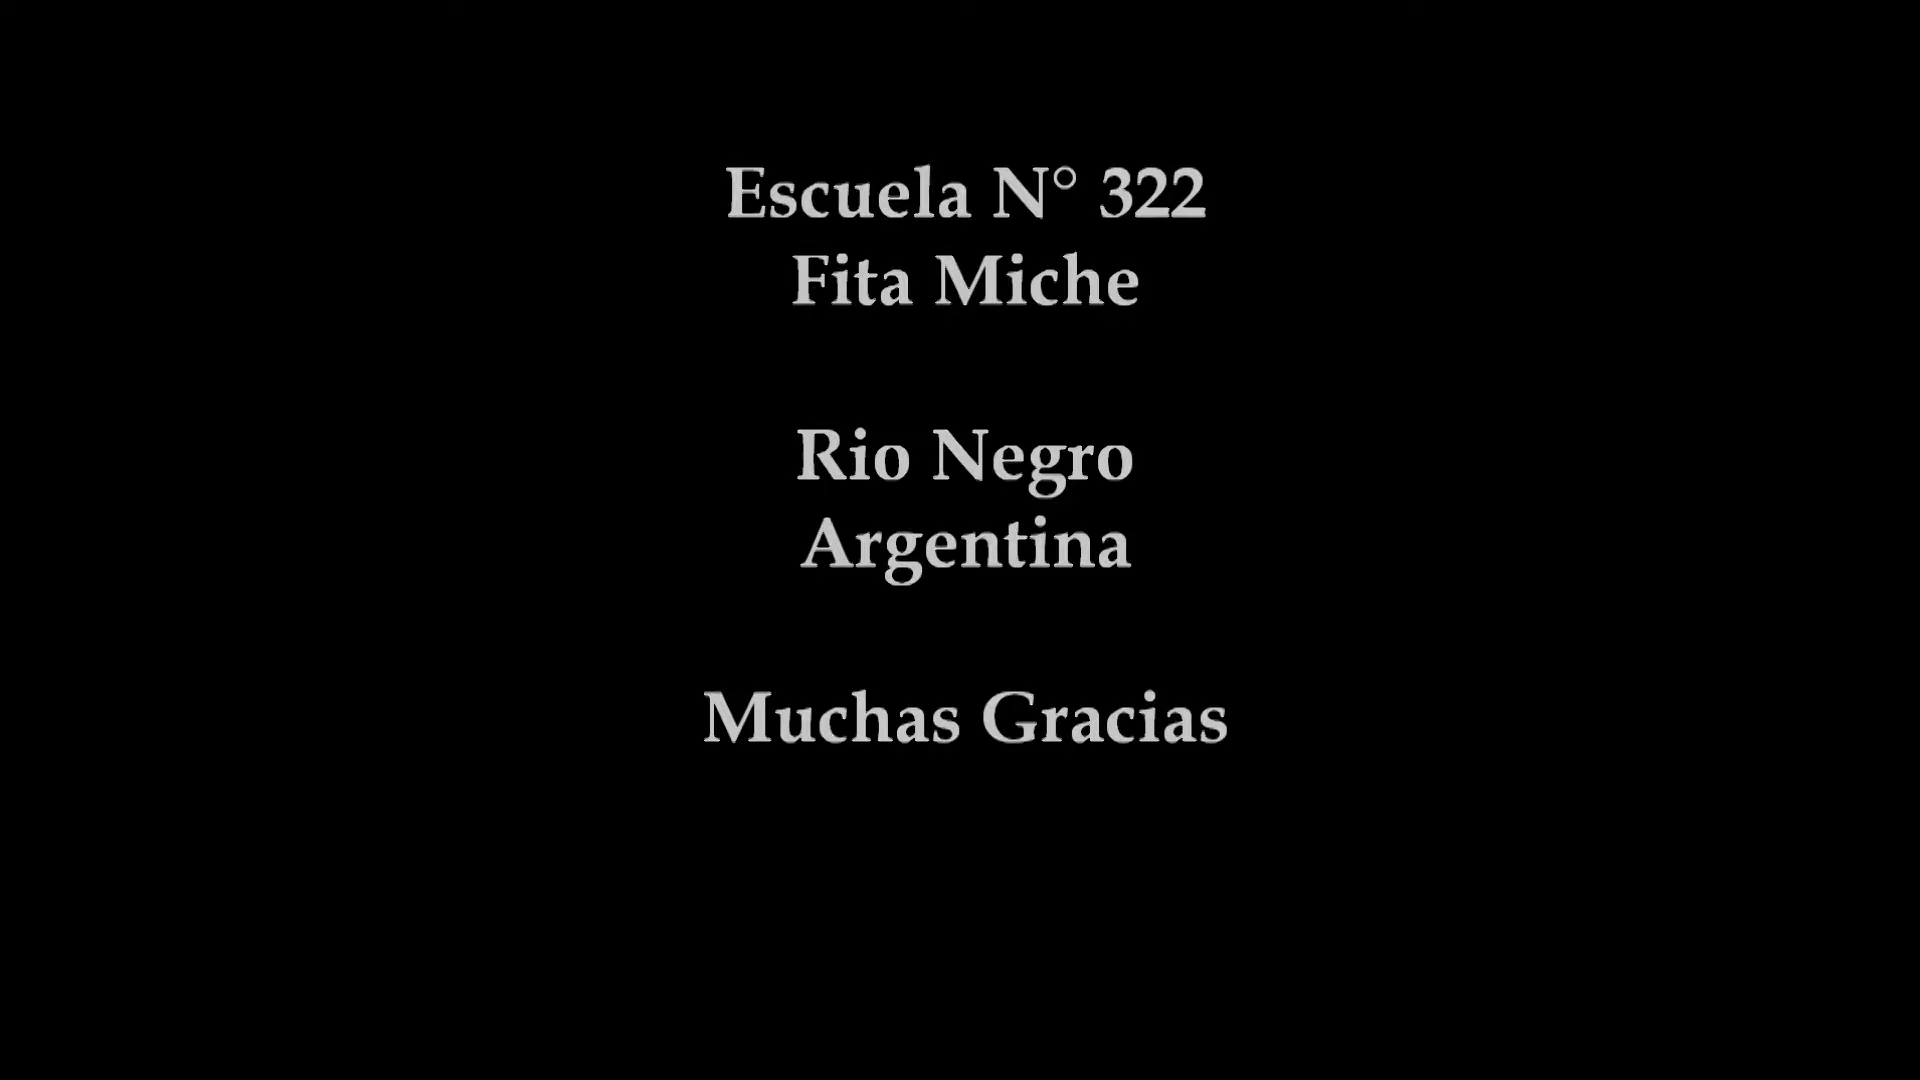 Escuela N° 322
Fita Miche
Rio Negro
Argentina
Muchas Gracias